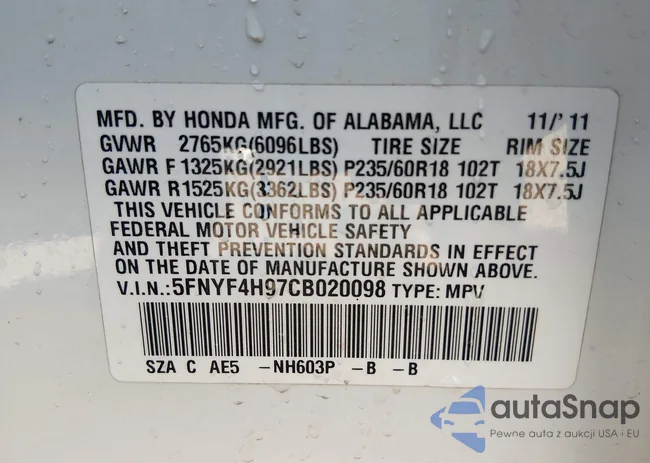 MFD. BY HONDA MFG. OF ALABAMA, LLC 11/'11
GVWR 2765KG(6096LBS) TIRE SIZE RIM SIZE
GAWR F 1325KG(2921LBS) P235/60R18 102T 18X7.5J
GAWR R1525KG(3362LBS) P235/60R18 102T 18X7.5J
THIS VEHICLE CONFORMS TO ALL APPLICABLE
FEDERAL MOTOR VEHICLE SAFETY
AND THEFT PREVENTION STANDARDS IN EFFECT
ON THE DATE OF MANUFACTURE SHOWN ABOVE.
V.I.N.:5FNYF4H97CB020098 TYPE: MPV
SZA C AE5 -NH603P -B -B
autaSnap
Pewne auta z aukcji USA i EU